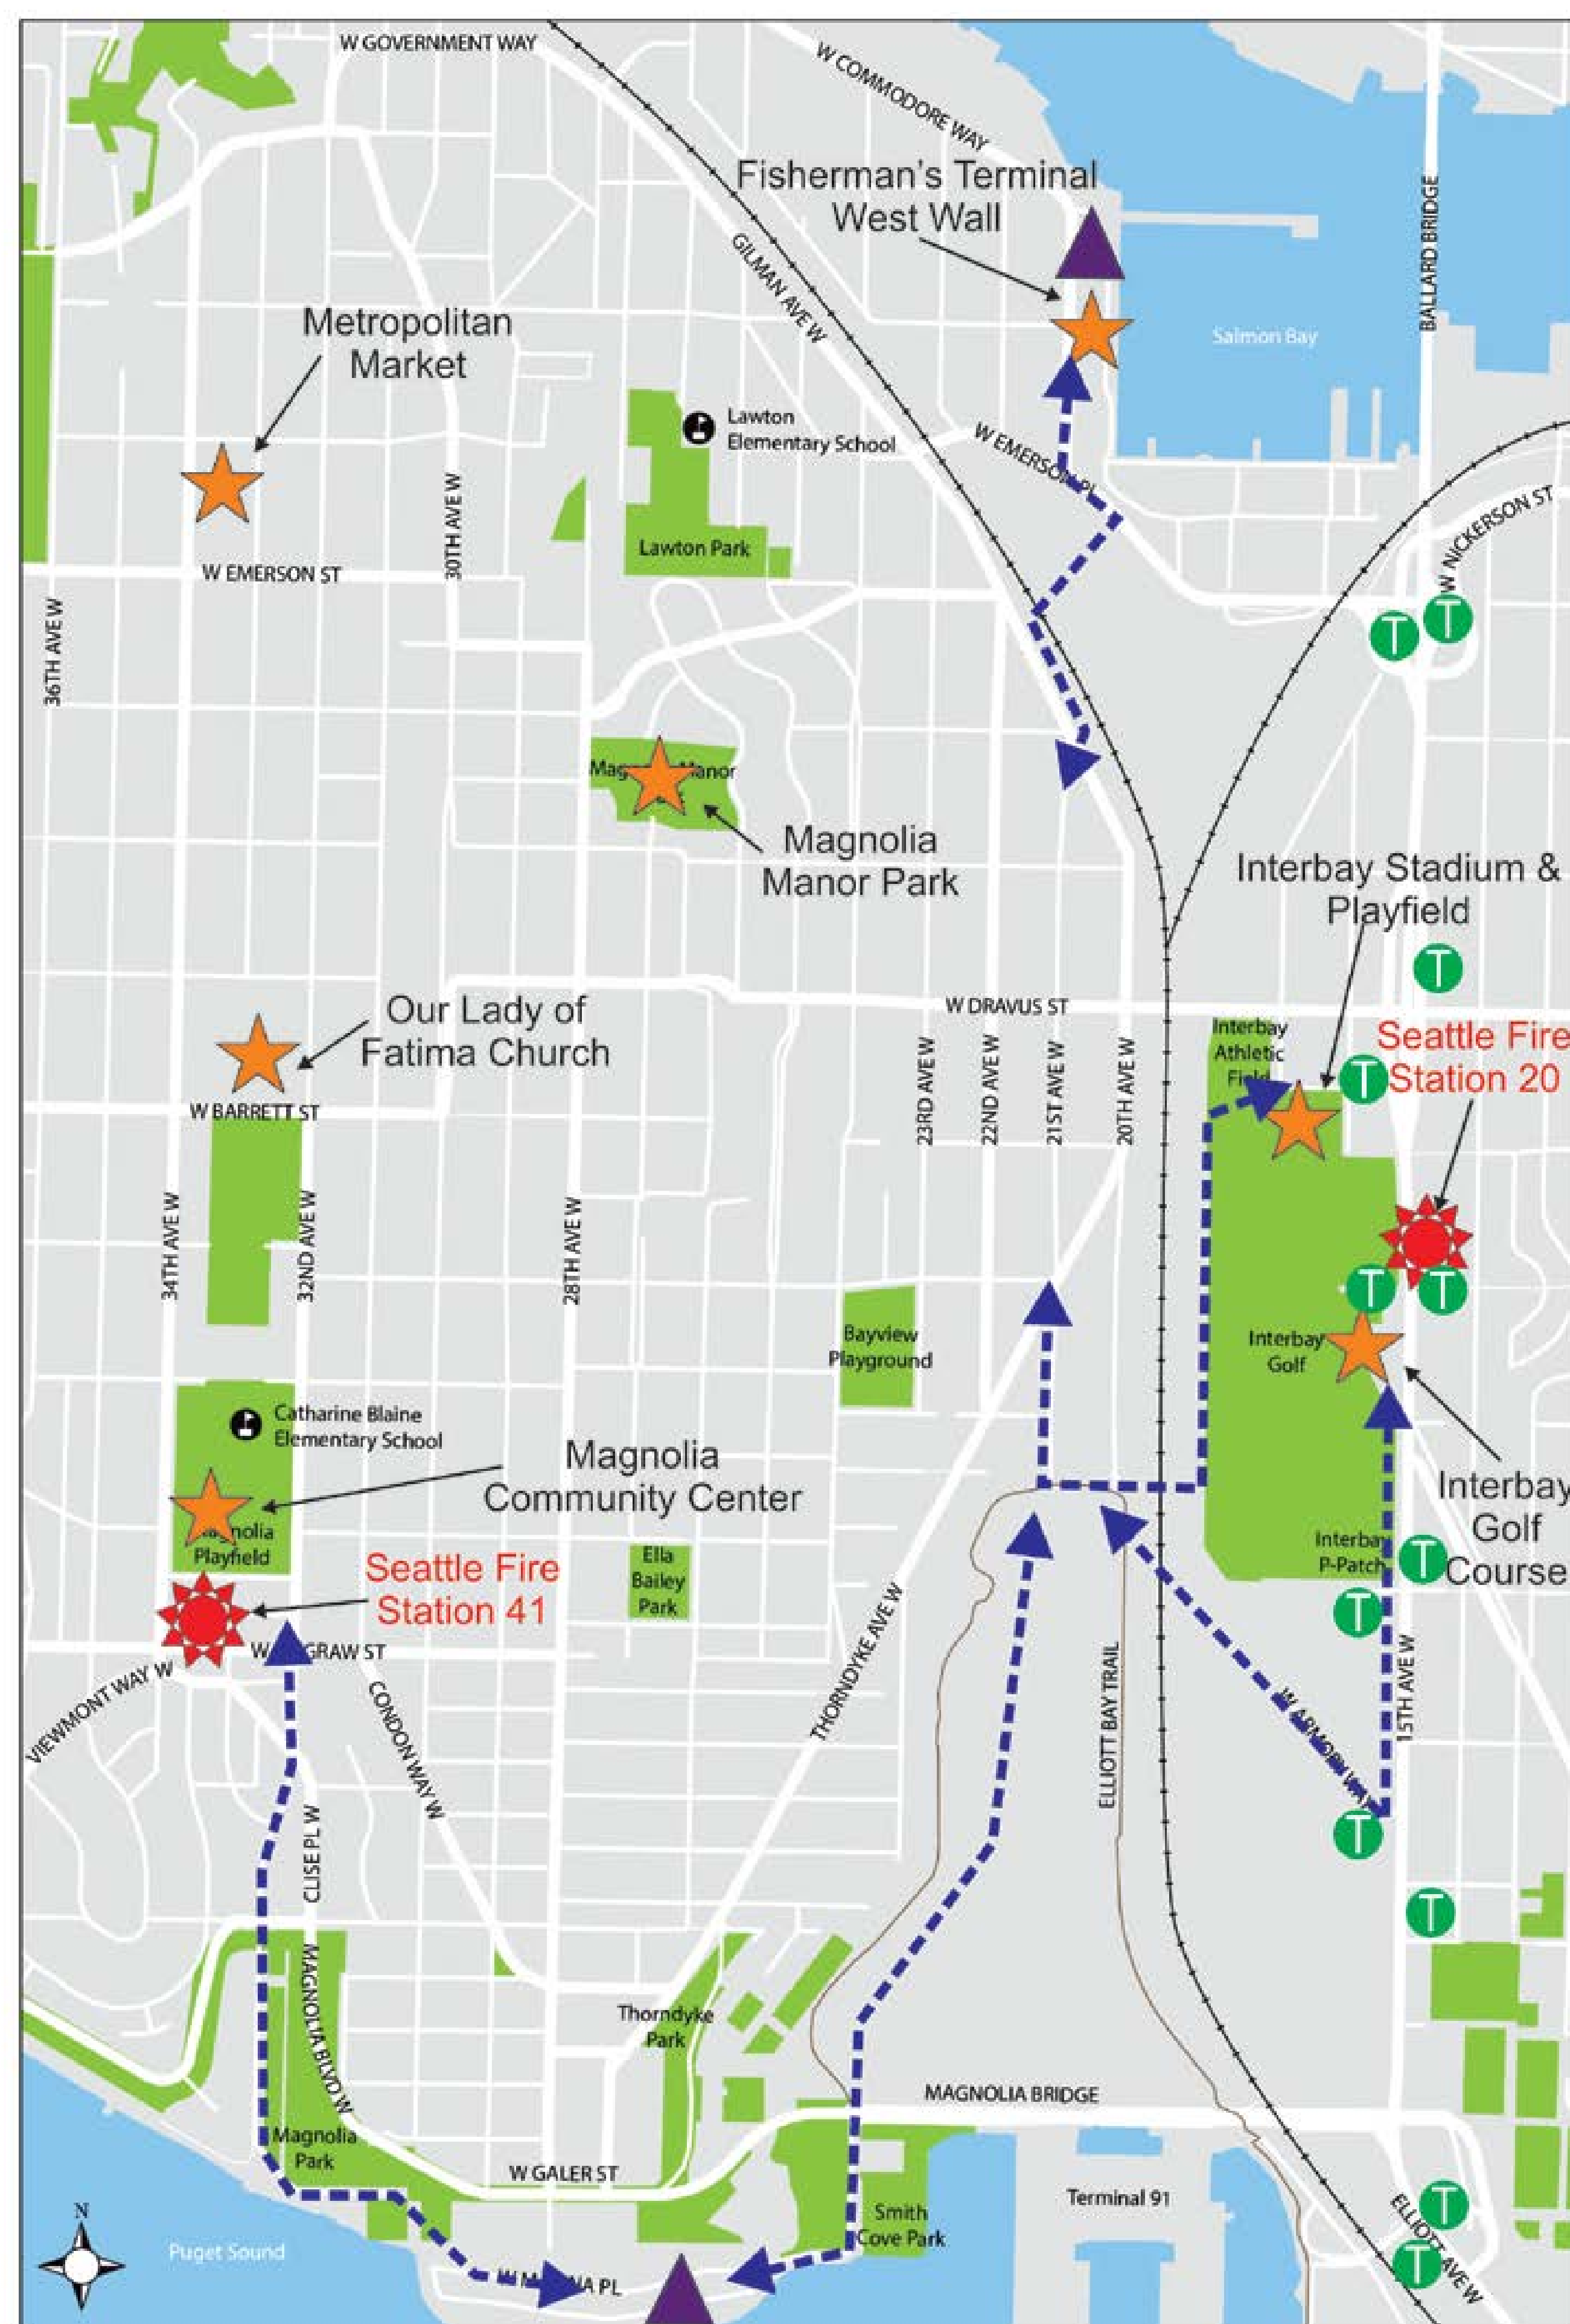 W GOVERNMENT WAY
W COMMODORE WAY
Fisherman's Terminal
West Wall
BALLARD BRIDGE
GILMAN AVE W
Salmon Bay
Metropolitan
Market
Lawton
Elementary School
W EMERSON PL
W NICKERSON ST
30TH AVE W
Lawton Park
W EMERSON ST
36TH AVE W
T
T
Manor
Magnolia
Manor Park
Interbay Stadium &
Playfield
T
Our Lady of
Fatima Church
W DRAVUS ST
Interbay
Athletic
Field
Seattle Fire
Station 20
T
23RD AVE W
22ND AVE W
21ST AVE W
20TH AVE W
W BARRETT ST
34TH AVE W
32ND AVE W
28TH AVE W
T
T
Bayview
Playground
Interbay
Golf
Catharine Blaine
Elementary School
Magnolia
Community Center
Interbay
Golf
Course
Playfield
Ella
Bailey
Park
Interbay
P-Patch
T
T
Seattle Fire
Station 41
W GRAW ST
VIEWMONT WAY W
CONDON WAY W
THORNDYKE AVE W
ELLIOTT BAY TRAIL
W ARMORY WAY
15TH AVE W
T
CLISE PL W
T
MAGNOLIA BLVD W
Thorndyke
Park
MAGNOLIA BRIDGE
Magnolia
Park
W GALER ST
Terminal 91
Smith
Cove Park
ELLIOTT AVE W
T
T
N
Puget Sound
PL